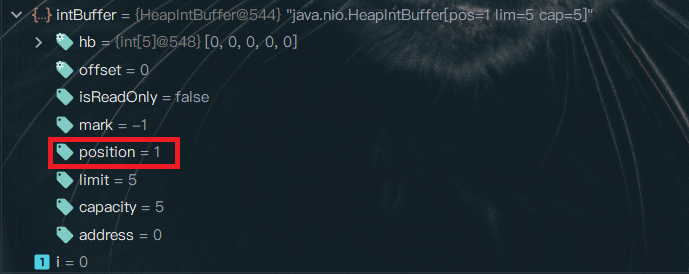 intBuffer = {HeapIntBuffer@544} "java.nio.HeapIntBuffer[pos=1 lim=5 cap=5]"
hb = {int[5]@548} [0, 0, 0, 0, 0]
offset = 0
isReadOnly = false
mark = -1
position = 1
limit = 5
capacity = 5
address = 0
i = 0